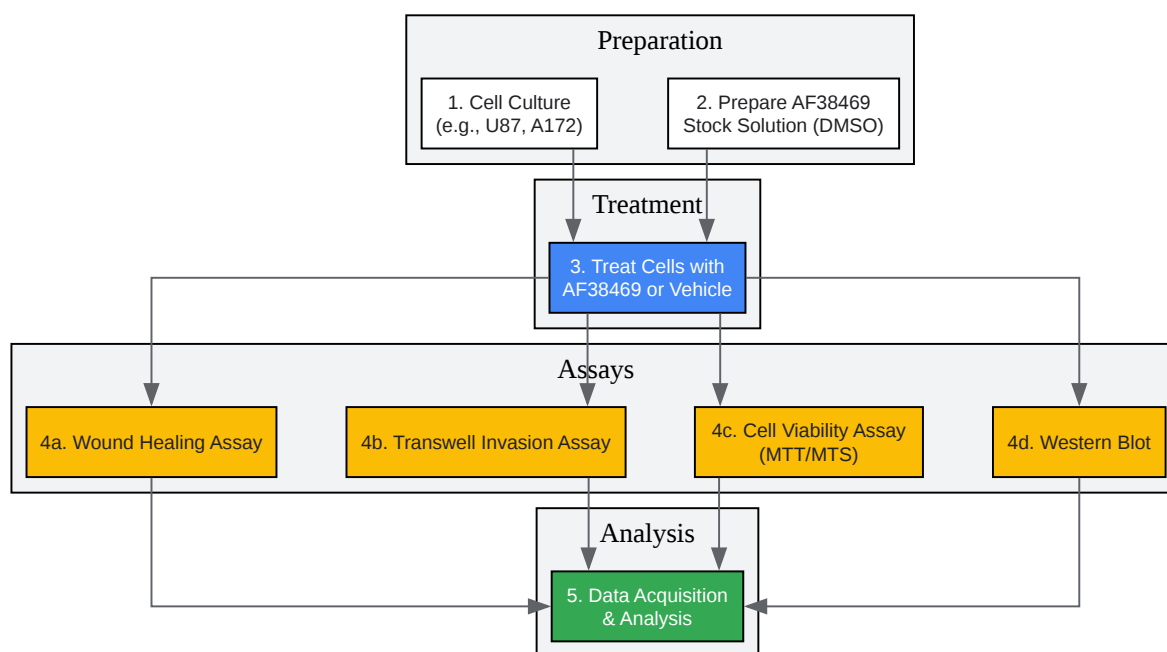 Preparation
1. Cell Culture
(e.g., U87, A172)
2. Prepare AF38469
Stock Solution (DMSO)
Treatment
3. Treat Cells with
AF38469 or Vehicle
Assays
4a. Wound Healing Assay
4b. Transwell Invasion Assay
4c. Cell Viability Assay
(MTT/MTS)
4d. Western Blot
Analysis
5. Data Acquisition
& Analysis